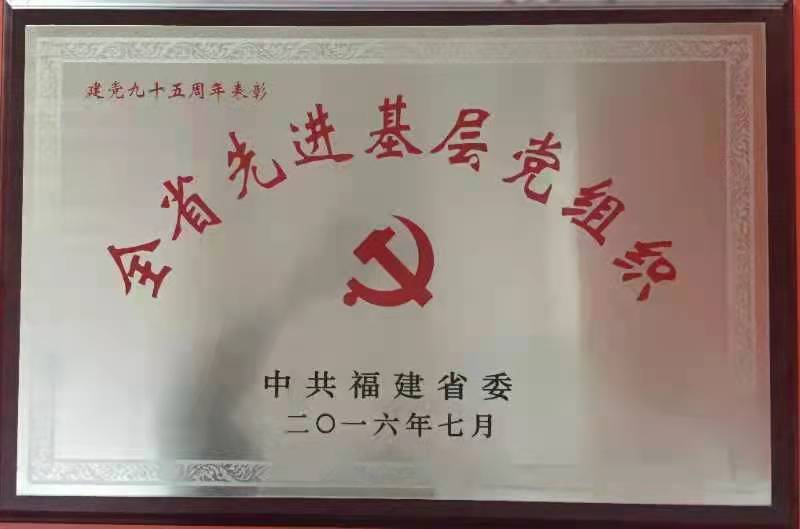 建党九十五周年表彰
全省先进基层党组织
中共福建省委
二〇一六年七月